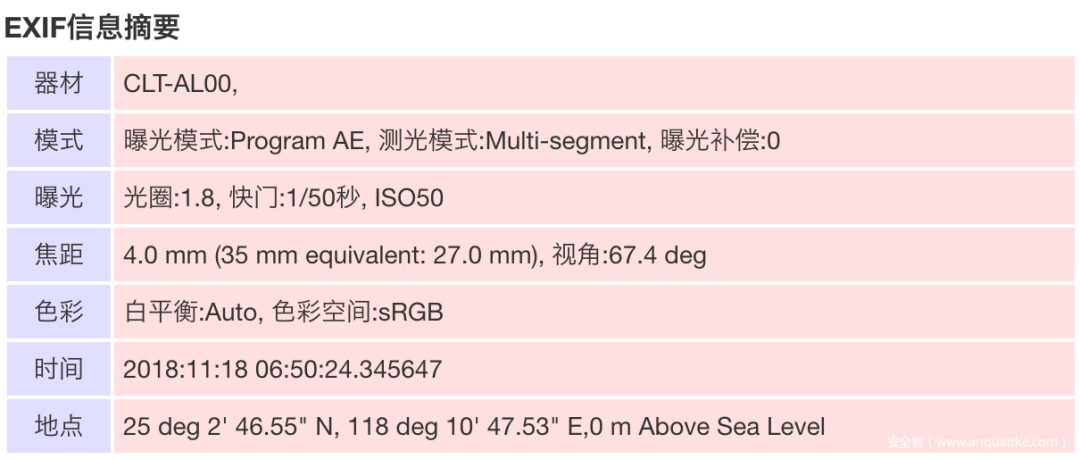 EXIF信息摘要
器材 CLT-AL00,
模式 曝光模式:Program AE, 测光模式:Multi-segment, 曝光补偿:0
曝光 光圈:1.8, 快门:1/50秒, ISO50
焦距 4.0 mm (35 mm equivalent: 27.0 mm), 视角:67.4 deg
色彩 白平衡:Auto, 色彩空间:sRGB
时间 2018:11:18 06:50:24.345647
地点 25 deg 2' 46.55" N, 118 deg 10' 47.53" E,0 m Above Sea Level
安全客（www.anquanke.com）